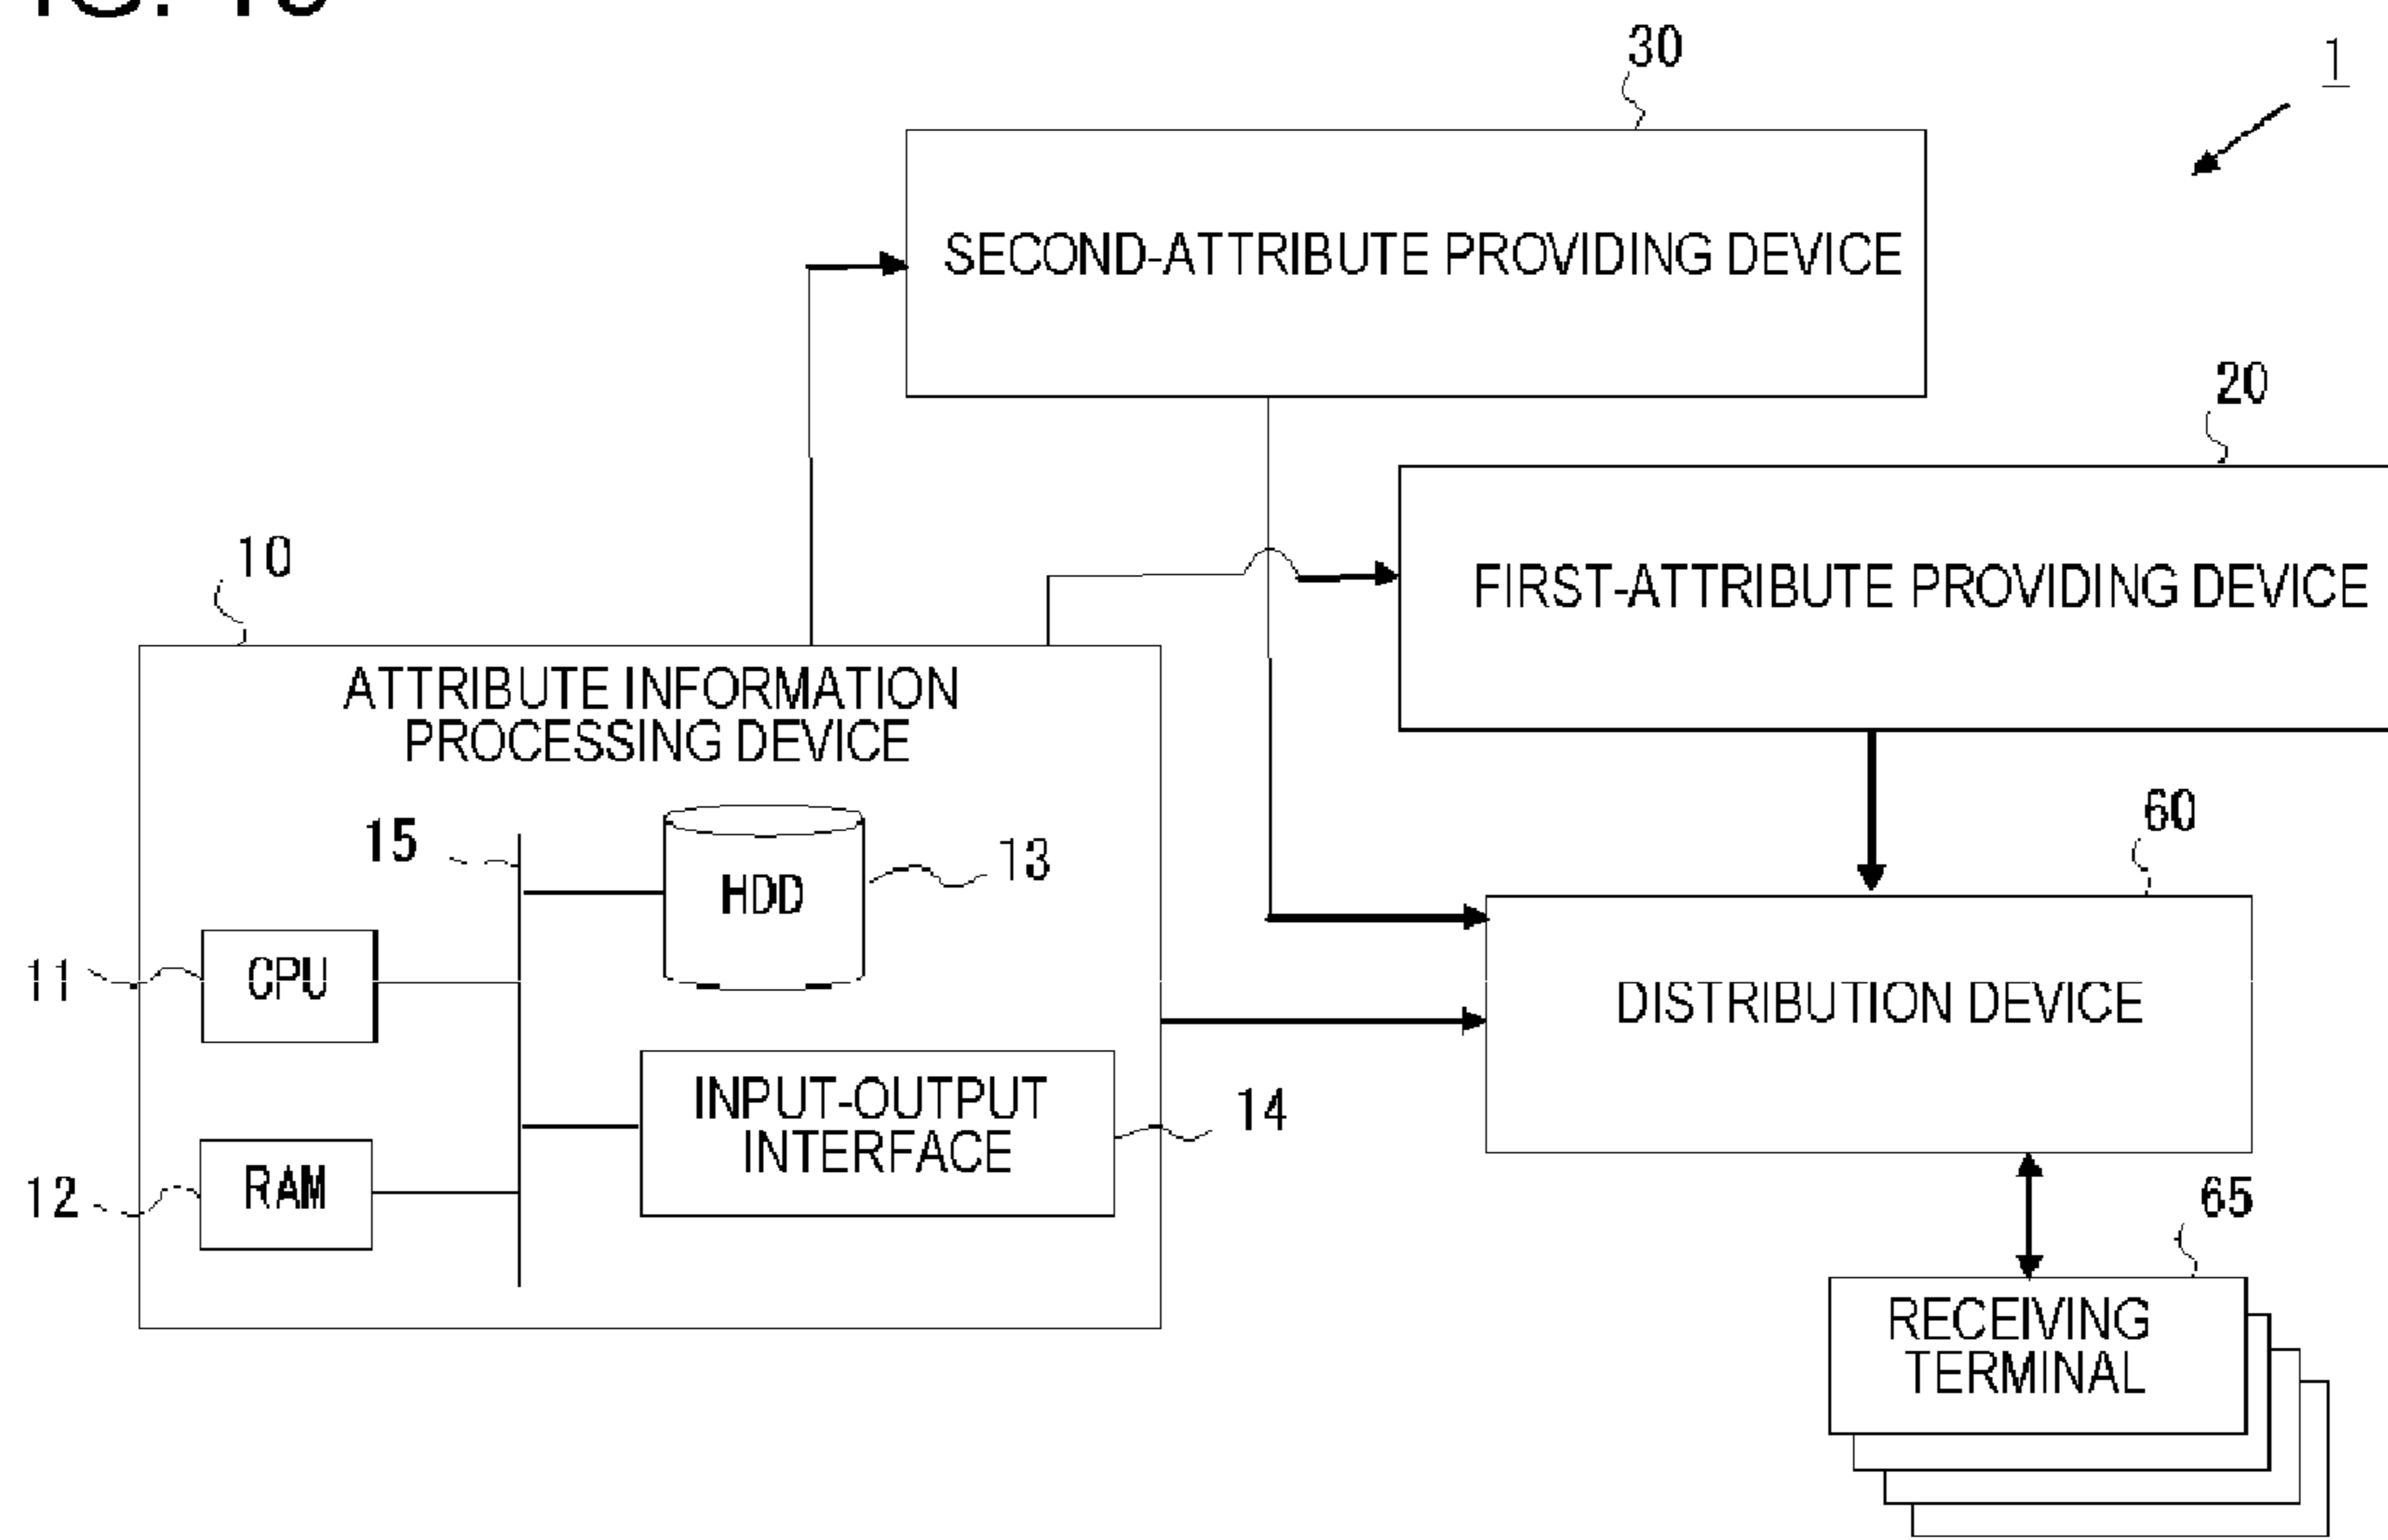 30
1
SECOND-ATTRIBUTE PROVIDING DEVICE
20
FIRST-ATTRIBUTE PROVIDING DEVICE
10
ATTRIBUTE INFORMATION
PROCESSING DEVICE
15
HDD
13
60
11
CPU
DISTRIBUTION DEVICE
INPUT-OUTPUT
INTERFACE
14
12
RAM
65
RECEIVING
TERMINAL